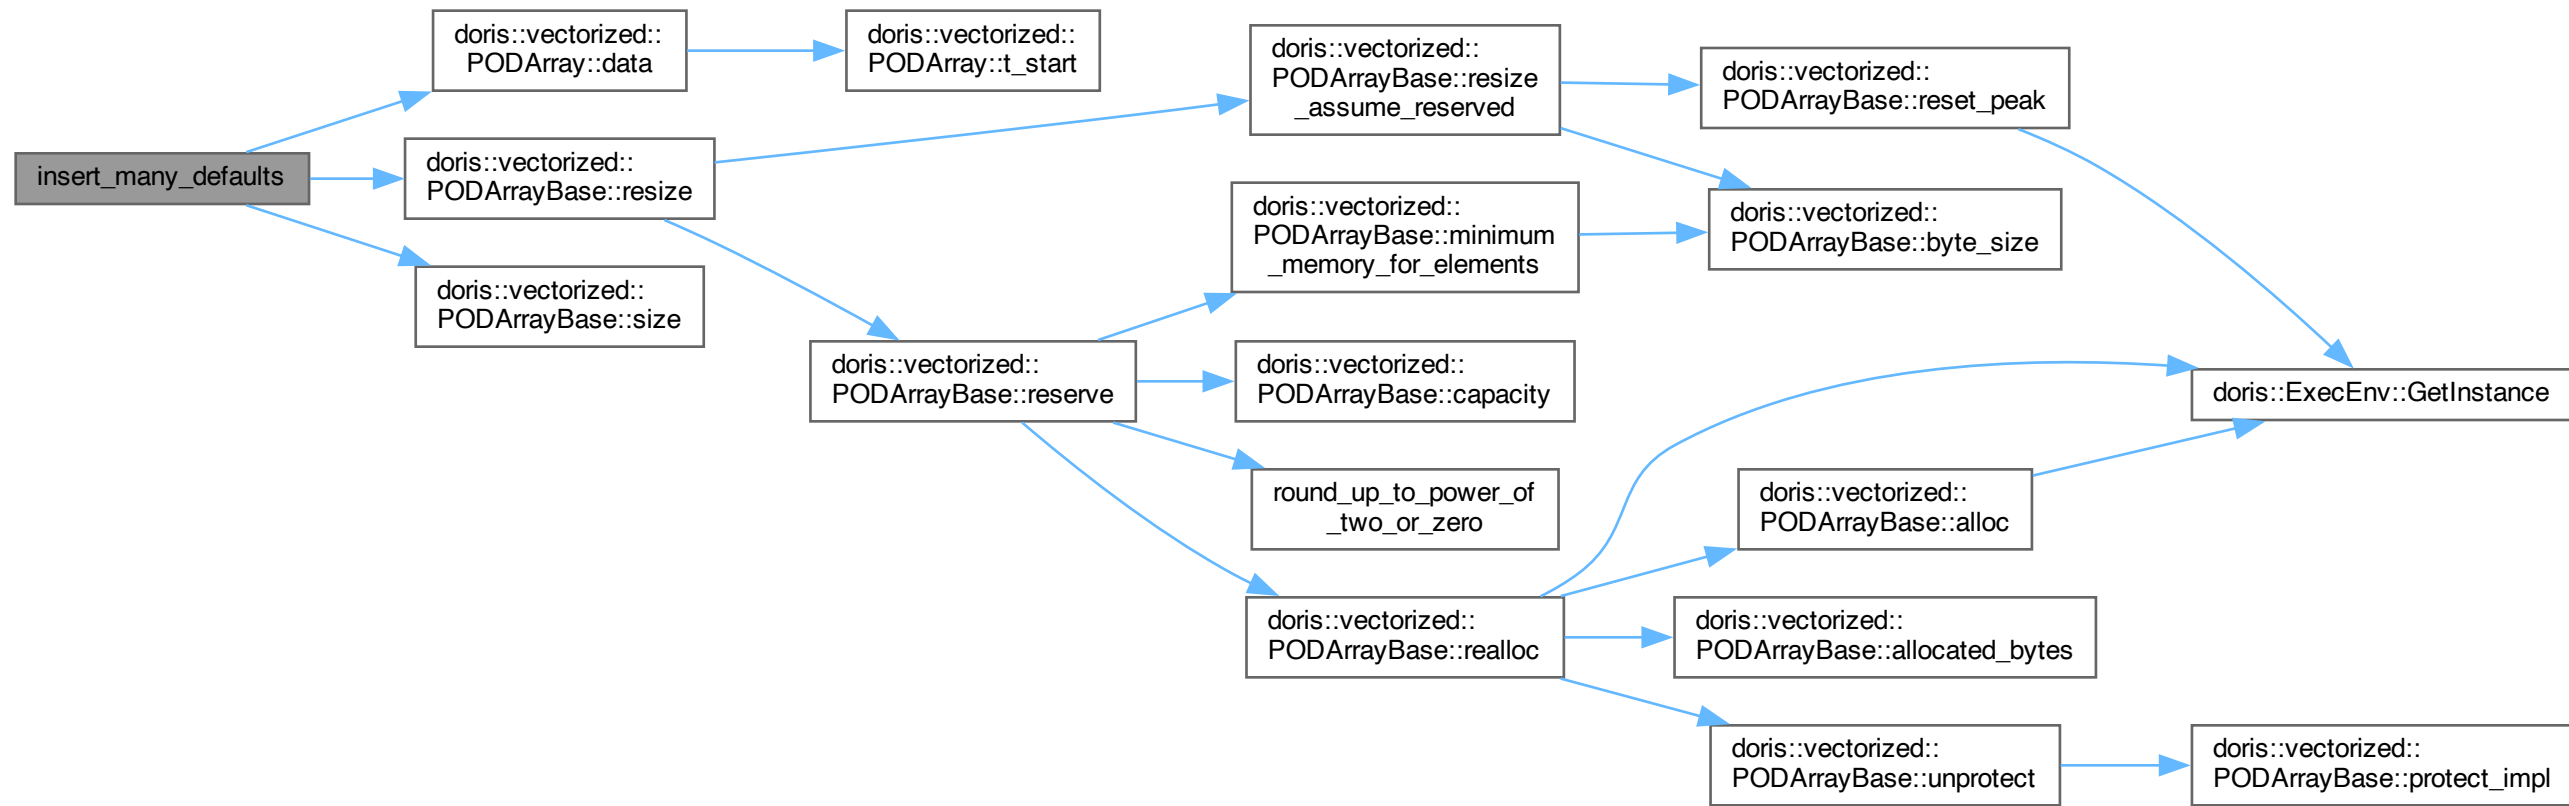 insert_many_defaults
doris::vectorized::
PODArray::data
doris::vectorized::
PODArray::t_start
doris::vectorized::
PODArrayBase::resize
doris::vectorized::
PODArrayBase::size
doris::vectorized::
PODArrayBase::resize
_assume_reserved
doris::vectorized::
PODArrayBase::reset_peak
doris::vectorized::
PODArrayBase::minimum
_memory_for_elements
doris::vectorized::
PODArrayBase::byte_size
doris::vectorized::
PODArrayBase::reserve
doris::vectorized::
PODArrayBase::capacity
doris::ExecEnv::GetInstance
round_up_to_power_of
_two_or_zero
doris::vectorized::
PODArrayBase::alloc
doris::vectorized::
PODArrayBase::realloc
doris::vectorized::
PODArrayBase::allocated_bytes
doris::vectorized::
PODArrayBase::unprotect
doris::vectorized::
PODArrayBase::protect_impl